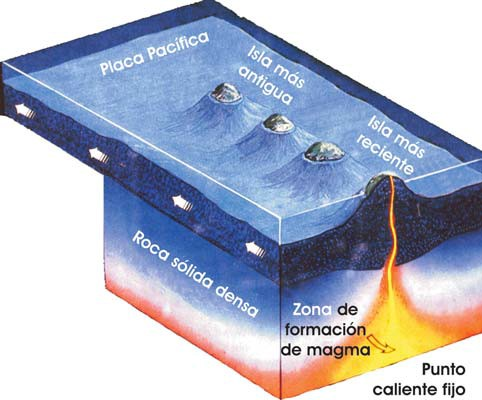 Placa Pacífica
Isla más
antigua
Isla más
reciente
Roca sólida densa
Zona de
formación
de magma
Punto
caliente fijo